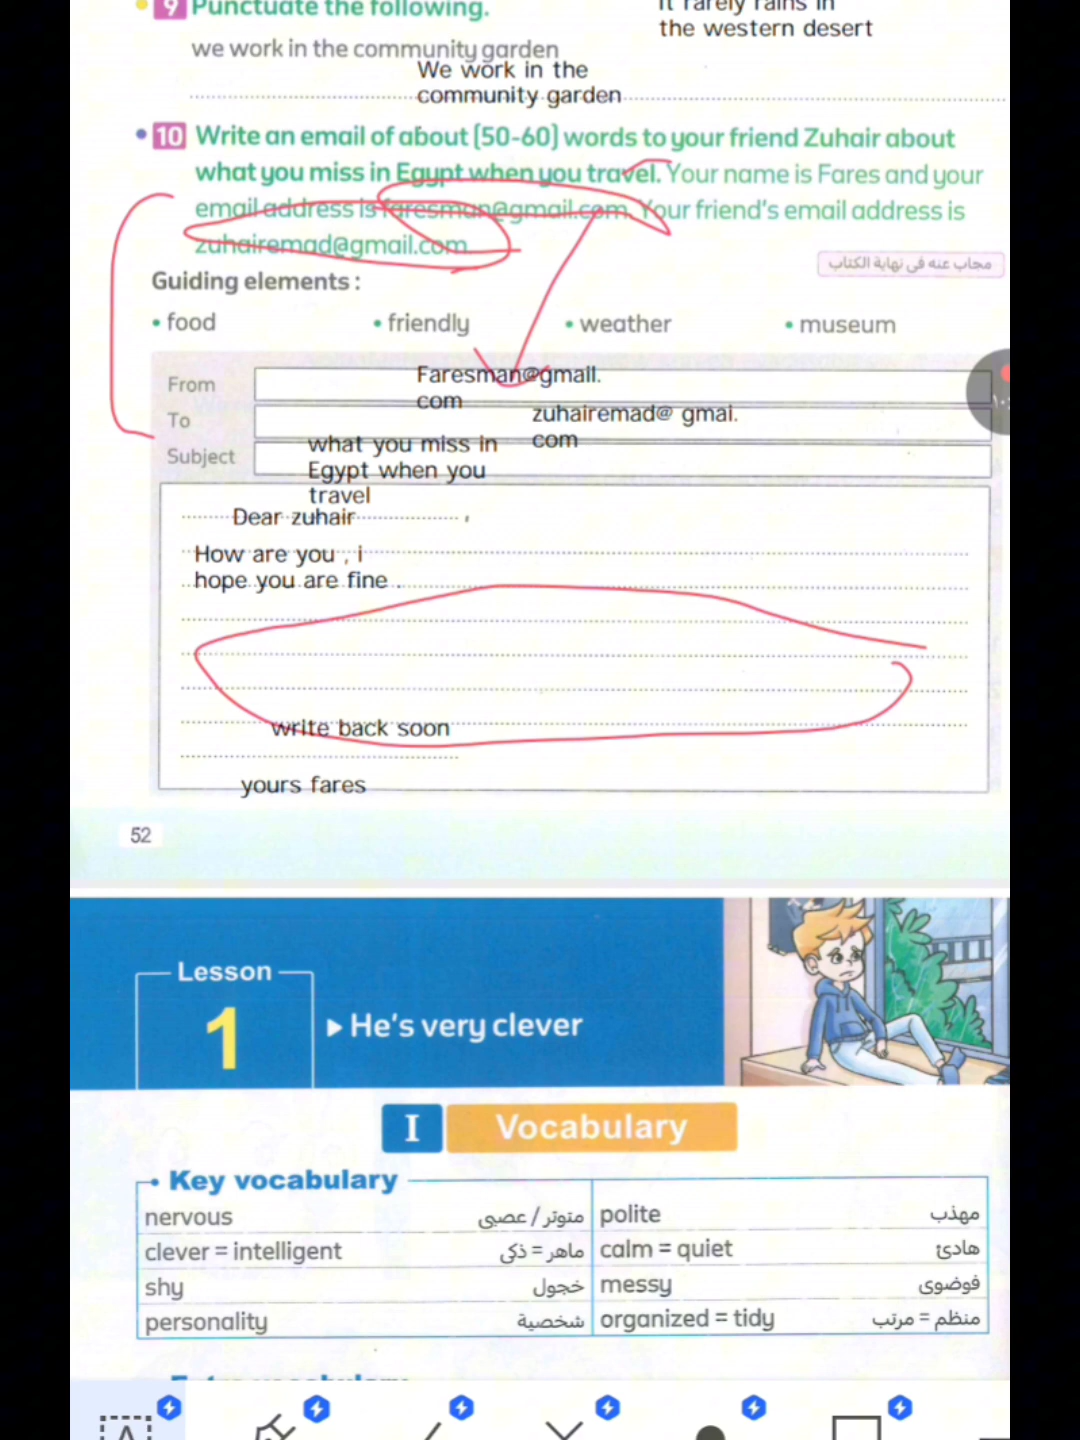 9 Punctuate the following.
It rarely rains in
the western desert
we work in the community garden
We work in the
community garden
10 Write an email of about (50-60) words to your friend Zuhair about
what you miss in Egypt when you travel. Your name is Fares and your
email address is faresman@gmail.com. Your friend's email address is
zuhairemad@gmail.com
مجاب عنه في نهاية الكتاب
Guiding elements :
• food • friendly • weather • museum
From Faresman@gmail.
com
To zuhairemad@ gmai.
com
Subject what you miss in
Egypt when you
travel
Dear zuhair ,
How are you , i
hope you are fine .
write back soon
yours fares
52
Lesson
1
He's very clever
I Vocabulary
• Key vocabulary
nervous متوتر / عصبى polite مهذب
clever = intelligent ماهر = ذكى calm = quiet هادئ
shy خجول messy فوضوى
personality شخصية organized = tidy منظم = مرتب